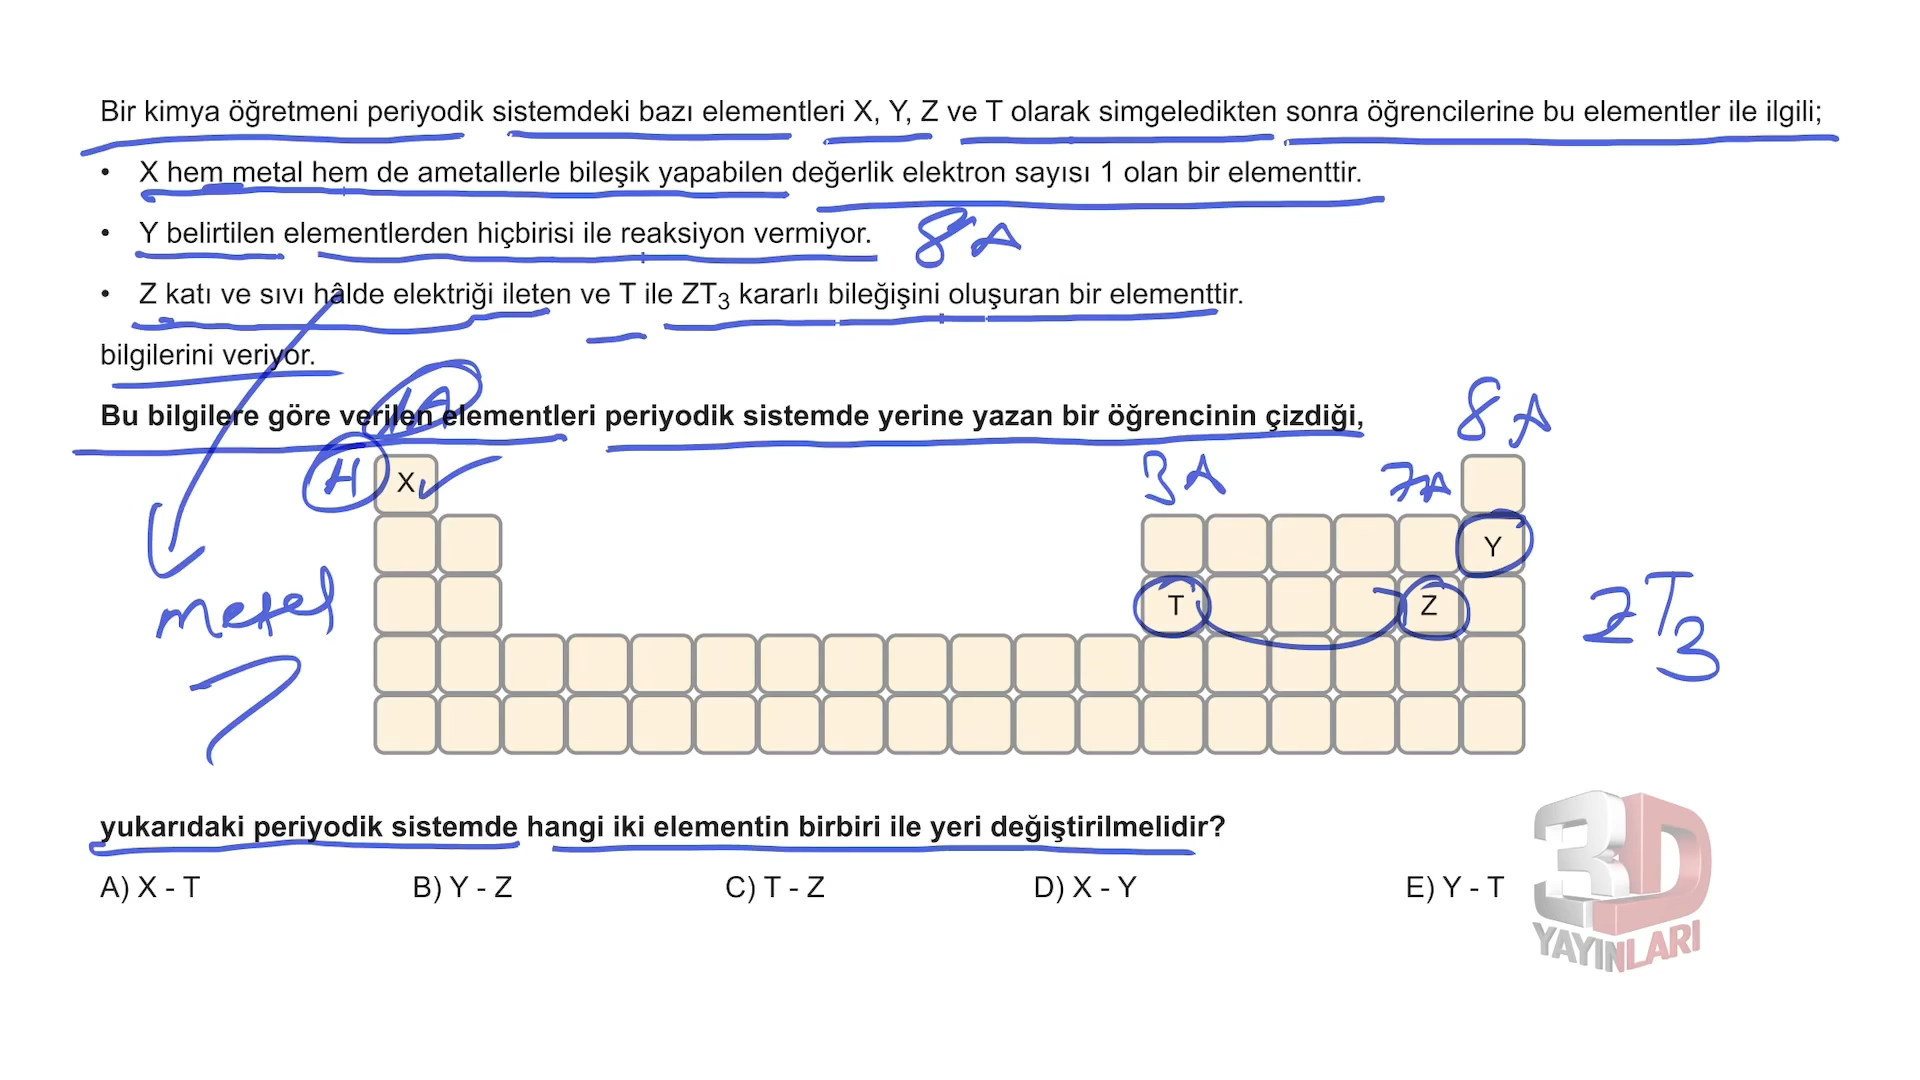 Bir kimya öğretmeni periyodik sistemdeki bazı elementleri X, Y, Z ve T olarak simgeledikten sonra öğrencilerine bu elementler ile ilgili;
• X hem metal hem de ametallerle bileşik yapabilen değerlik elektron sayısı 1 olan bir elementtir.
• Y belirtilen elementlerden hiçbirisi ile reaksiyon vermiyor. 8A
• Z katı ve sıvı hâlde elektriği ileten ve T ile ZT3 kararlı bileğişini oluşuran bir elementtir.
bilgilerini veriyor.
1A
Bu bilgilere göre verilen elementleri periyodik sistemde yerine yazan bir öğrencinin çizdiği,
8A
H X 3A 7A
Y
metal T Z ZT3
yukarıdaki periyodik sistemde hangi iki elementin birbiri ile yeri değiştirilmelidir?
A) X - T B) Y - Z C) T - Z D) X - Y E) Y - T
3D
YAYINLARI